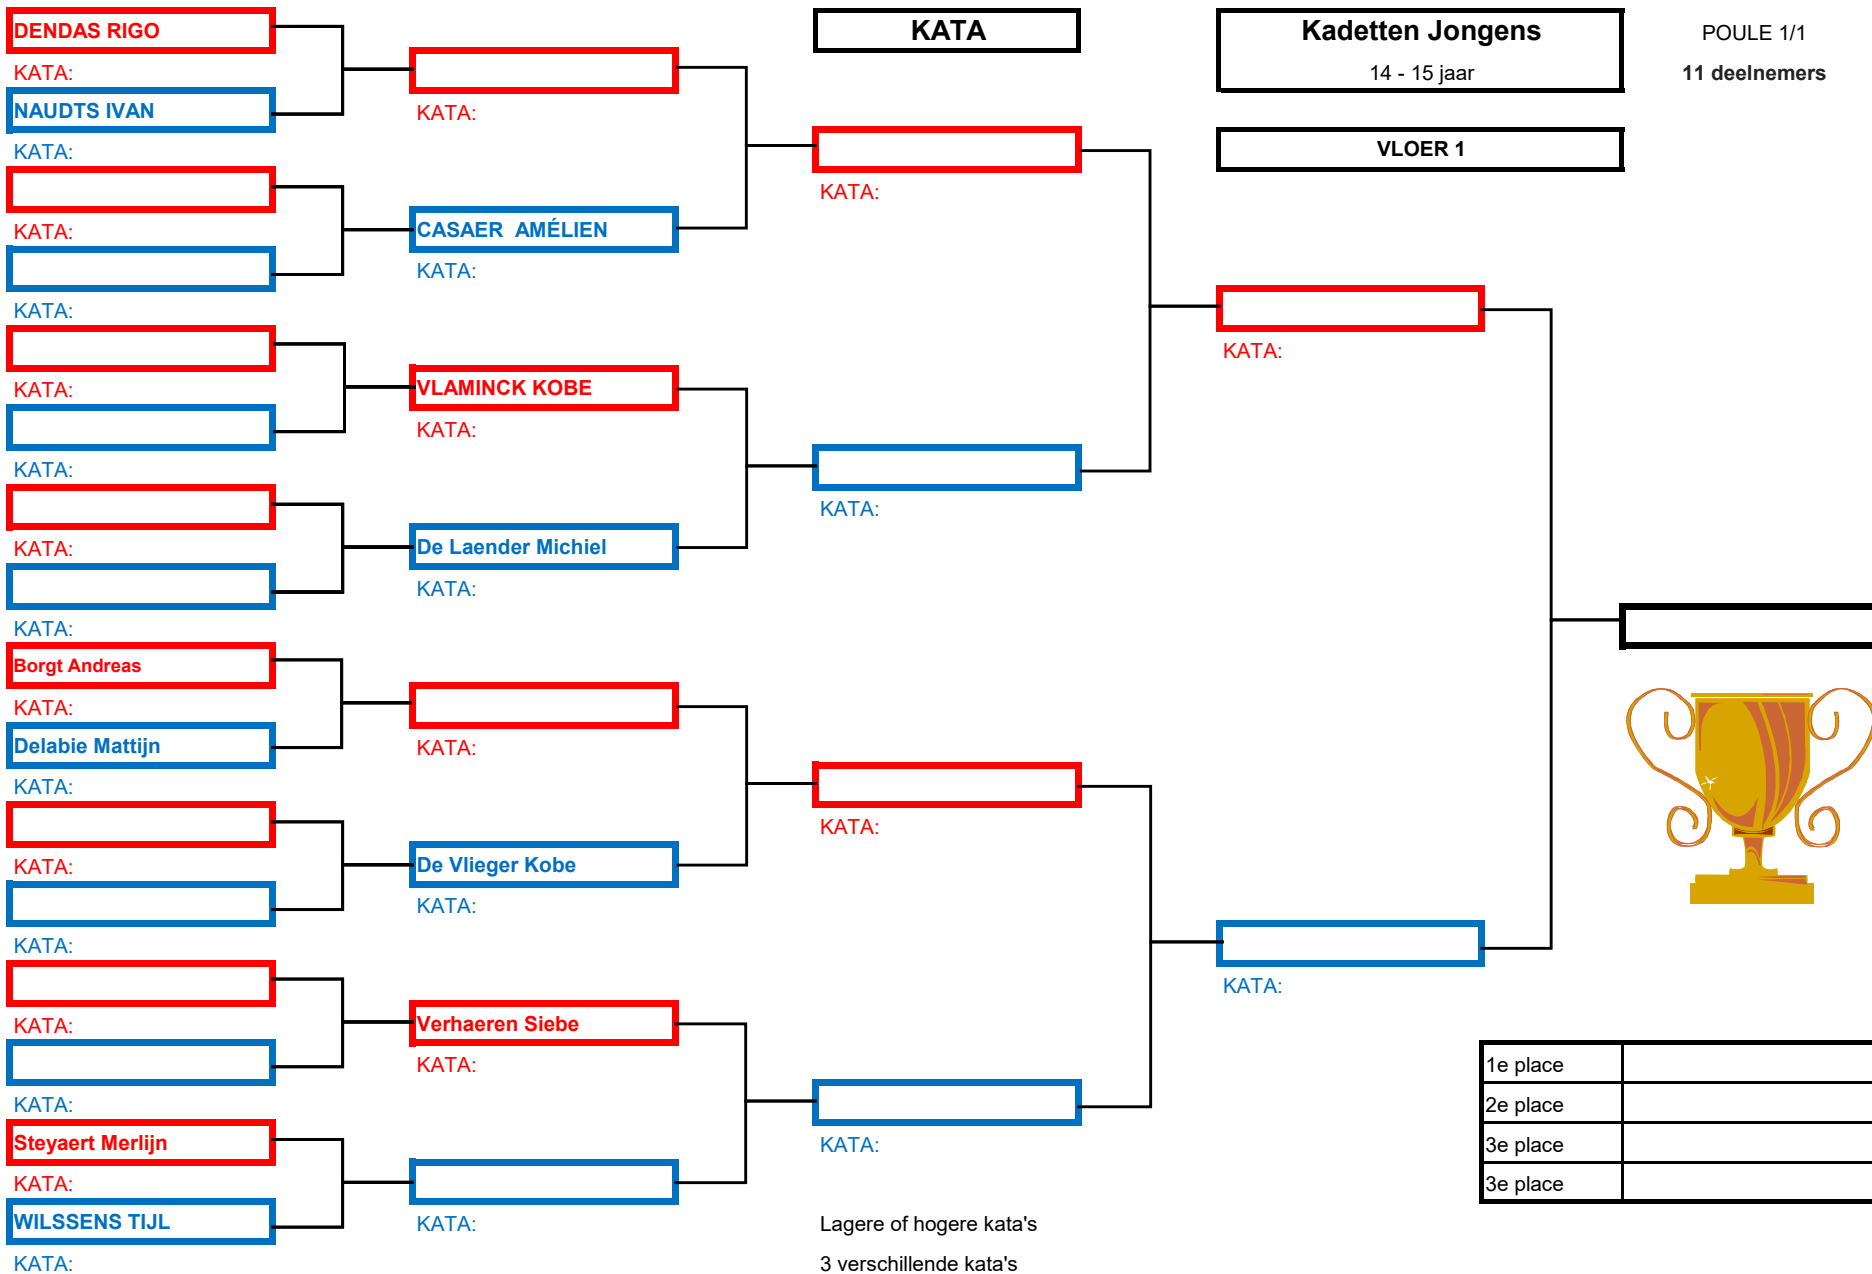 DENDAS RIGO
KATA:
NAUDTS IVAN
KATA:
KATA:
KATA:
KATA:
KATA:
KATA:
KATA:
Borgt Andreas
KATA:
Delabie Mattijn
KATA:
KATA:
KATA:
KATA:
KATA:
Steyaert Merlijn
KATA:
WILSSENS TIJL
KATA:
KATA:
CASAER  AMÉLIEN
KATA:
VLAMINCK KOBE
KATA:
De Laender Michiel
KATA:
KATA:
De Vlieger Kobe
KATA:
Verhaeren Siebe
KATA:
KATA:
KATA
KATA:
KATA:
KATA:
KATA:
Lagere of hogere kata's
3 verschillende kata's
Kadetten Jongens
14 - 15 jaar
VLOER 1
KATA:
KATA:
POULE 1/1
11 deelnemers
1e place
2e place
3e place
3e place